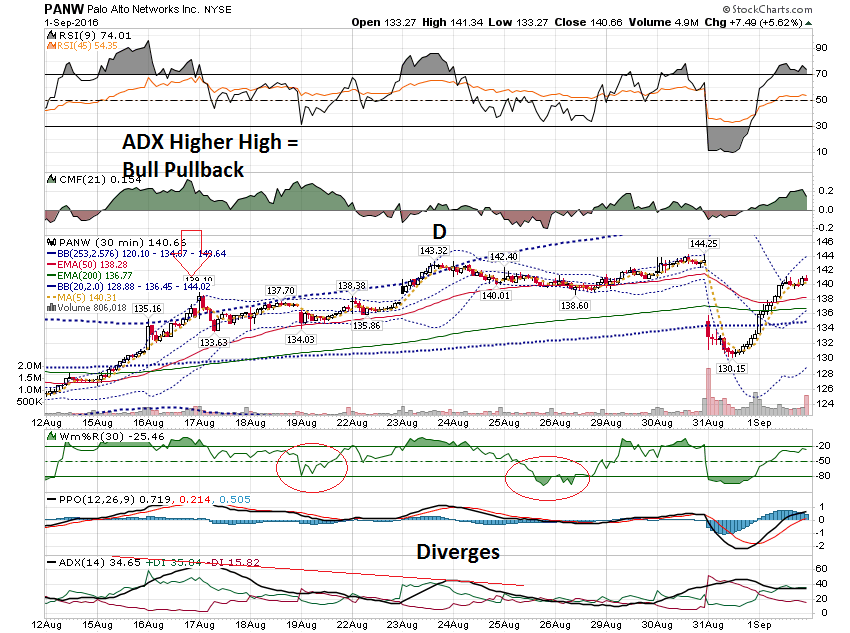 PANW Palo Alto Networks Inc. NYSE © StockCharts.com
1-Sep-2016 Open 133.27 High 141.34 Low 133.27 Close 140.66 Volume 4.9M Chg +7.49 (+5.62%)
RSI(9) 74.01
RSI(45) 54.35
90
70
50
30
10
ADX Higher High =
Bull Pullback
CMF(21) 0.154
0.2
0.0
-0.2
D
PANW (30 min) 140.66
BB(253,2.576) 120.10 - 134.87 - 149.64
EMA(50) 138.28
EMA(200) 136.77
BB(20,2.0) 128.88 - 136.45 - 144.02
MA(5) 140.31
Volume 806,018
135.16
133.63
137.70
134.03
138.38
135.86
143.32
142.40
140.01
138.60
144.25
130.15
146
144
142
140
138
136
134
132
130
128
126
124
2.0M
1.5M
1.0M
500K
12Aug 15Aug 16Aug 17Aug 18Aug 19Aug 22Aug 23Aug 24Aug 25Aug 26Aug 29Aug 30Aug 31Aug 1Sep
Wm%R(30) -25.46
-20
-50
-80
PPO(12,26,9) 0.719, 0.214, 0.505
1
0
-1
-2
Diverges
ADX(14) 34.65 +DI 35.04 -DI 15.82
60
40
20
0
12Aug 15Aug 16Aug 17Aug 18Aug 19Aug 22Aug 23Aug 24Aug 25Aug 26Aug 29Aug 30Aug 31Aug 1Sep